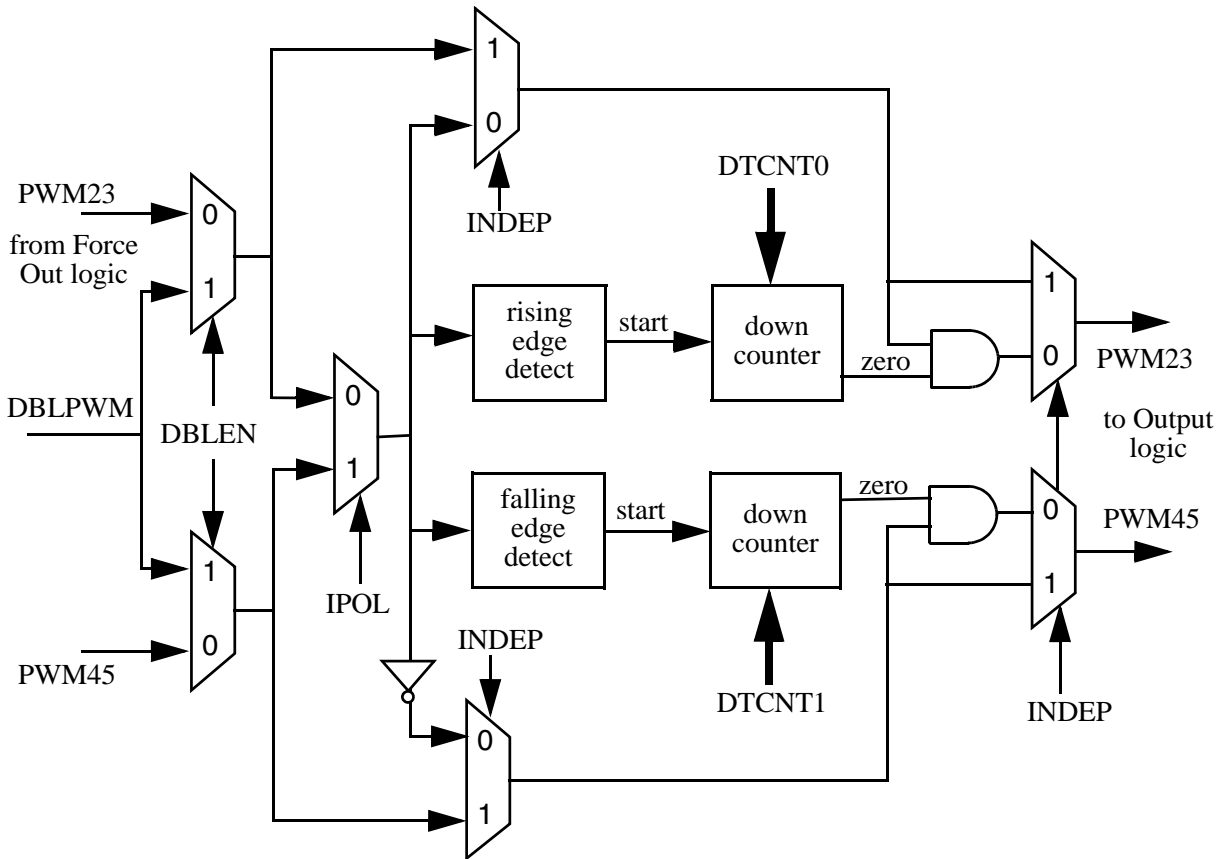 1
0
INDEP
PWM23
from Force
Out logic
0
1
DBLPWM
DBLEN
1
0
PWM45
0
1
IPOL
rising
edge
detect
start
DTCNT0
down
counter
zero
falling
edge
detect
start
down
counter
zero
DTCNT1
INDEP
0
1
1
0
PWM23
to Output
logic
0
1
PWM45
INDEP